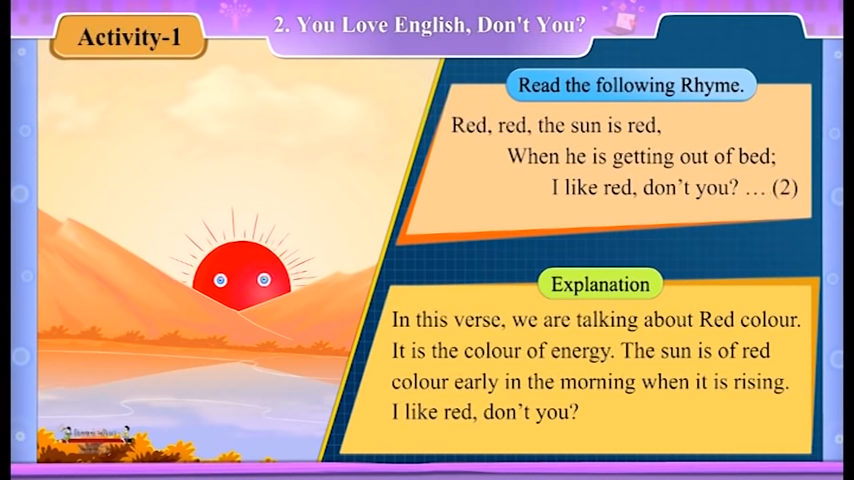 Activity-1
2. You Love English, Don't You?
Read the following Rhyme.
Red, red, the sun is red,
When he is getting out of bed;
I like red, don't you? ... (2)
Explanation
In this verse, we are talking about Red colour.
It is the colour of energy. The sun is of red
colour early in the morning when it is rising.
I like red, don't you?